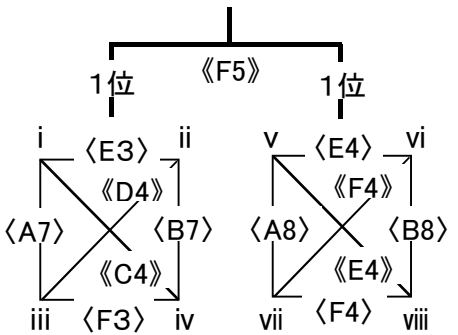 《F5》
1位 1位
i ii v vi
〈E3〉 〈E4〉
《D4》 《F4》
〈A7〉 〈B7〉 〈A8〉 〈B8〉
《C4》 《E4》
iii 〈F3〉 iv vii 〈F4〉 viii